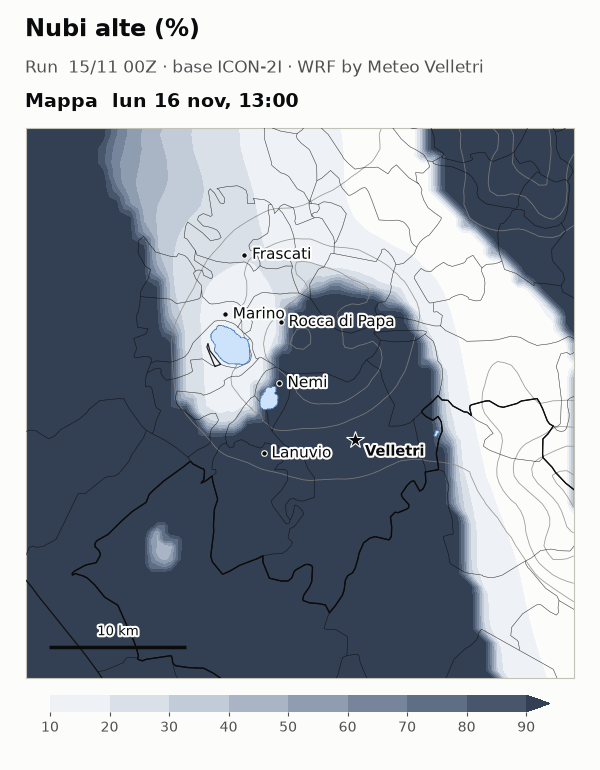 Nubi alte (%)
Run  15/11 00Z · base ICON-2I · WRF by Meteo Velletri
Mappa  lun 16 nov, 13:00
Frascati
Marino
Rocca di Papa
Nemi
Velletri
Lanuvio
10 km
10 20 30 40 50 60 70 80 90